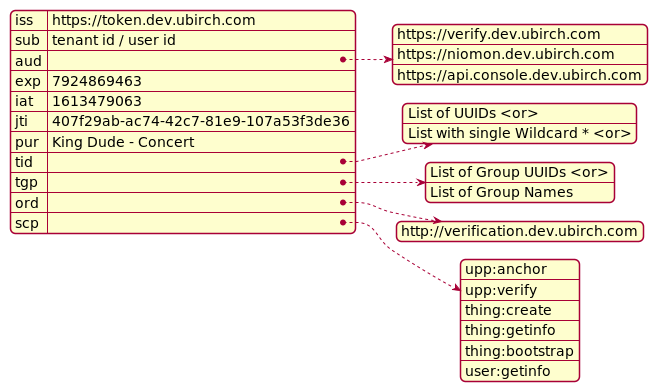 iss https://token.dev.ubirch.com
sub tenant id / user id
aud
https://verify.dev.ubirch.com
https://niomon.dev.ubirch.com
https://api.console.dev.ubirch.com
exp 7924869463
iat 1613479063
jti 407f29ab-ac74-42c7-81e9-107a53f3de36
pur King Dude - Concert
tid
List of UUIDs <or>
List with single Wildcard * <or>
tgp
List of Group UUIDs <or>
List of Group Names
ord
http://verification.dev.ubirch.com
scp
upp:anchor
upp:verify
thing:create
thing:getinfo
thing:bootstrap
user:getinfo